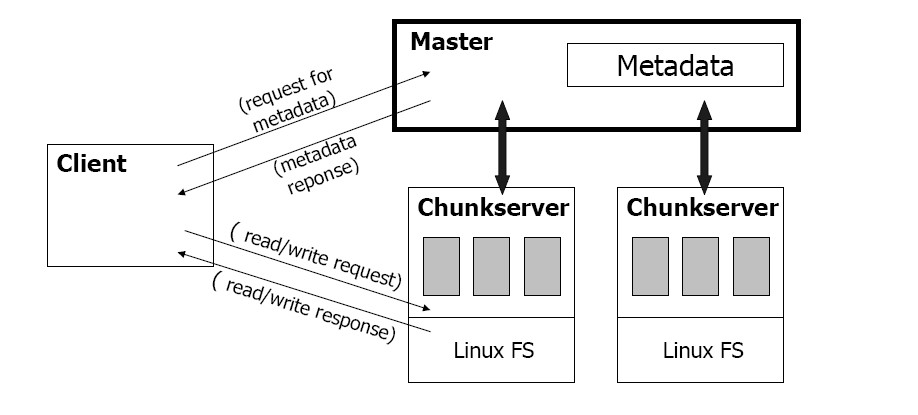 Master
Metadata
(request for
metadata)
(metadata
reponse)
Client
Chunkserver
Chunkserver
( read/write request)
( read/write response)
Linux FS
Linux FS